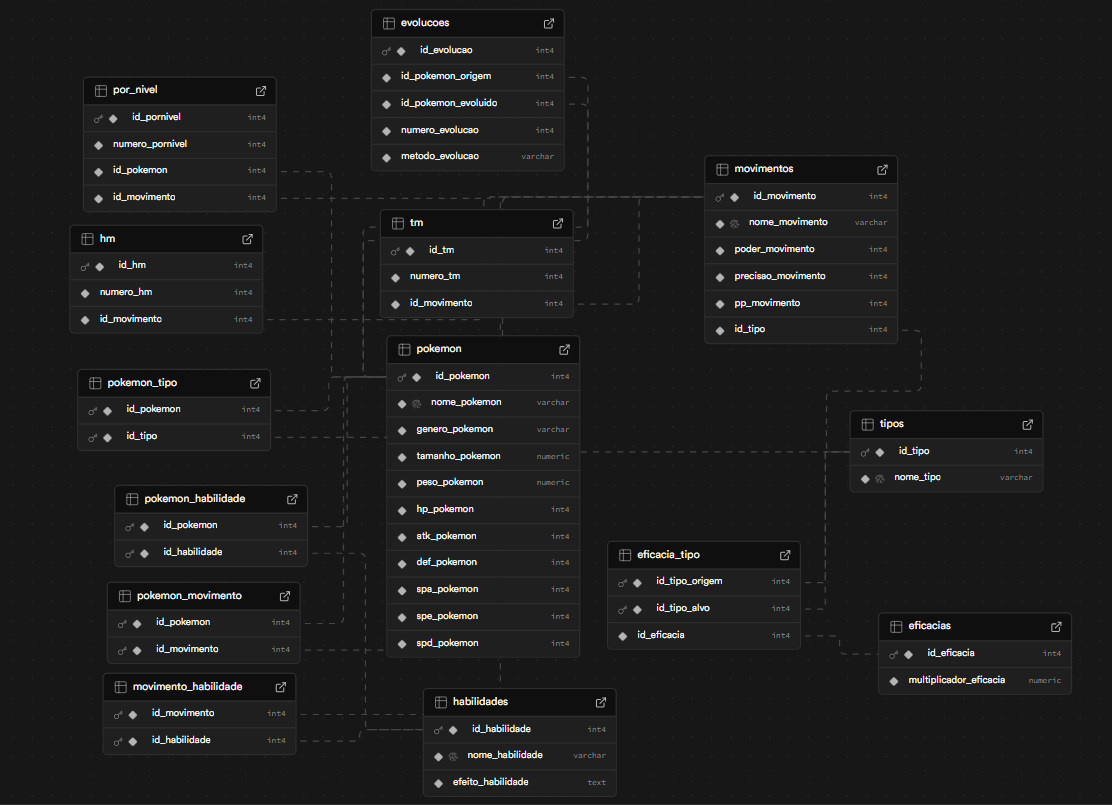 evolucoes
id_evolucao int4
id_pokemon_origem int4
id_pokemon_evoluido int4
numero_evolucao int4
metodo_evolucao varchar
por_nivel
id_pornivel int4
numero_pornivel int4
id_pokemon int4
id_movimento int4
movimentos
id_movimento int4
nome_movimento varchar
poder_movimento int4
precisao_movimento int4
pp_movimento int4
id_tipo int4
tm
id_tm int4
numero_tm int4
id_movimento int4
hm
id_hm int4
numero_hm int4
id_movimento int4
pokemon
id_pokemon int4
nome_pokemon varchar
genero_pokemon varchar
tamanho_pokemon numeric
peso_pokemon numeric
hp_pokemon int4
atk_pokemon int4
def_pokemon int4
spa_pokemon int4
spe_pokemon int4
spd_pokemon int4
pokemon_tipo
id_pokemon int4
id_tipo int4
tipos
id_tipo int4
nome_tipo varchar
pokemon_habilidade
id_pokemon int4
id_habilidade int4
eficacia_tipo
id_tipo_origem int4
id_tipo_alvo int4
id_eficacia int4
pokemon_movimento
id_pokemon int4
id_movimento int4
eficacias
id_eficacia int4
multiplicador_eficacia numeric
movimento_habilidade
id_movimento int4
id_habilidade int4
habilidades
id_habilidade int4
nome_habilidade varchar
efeito_habilidade text